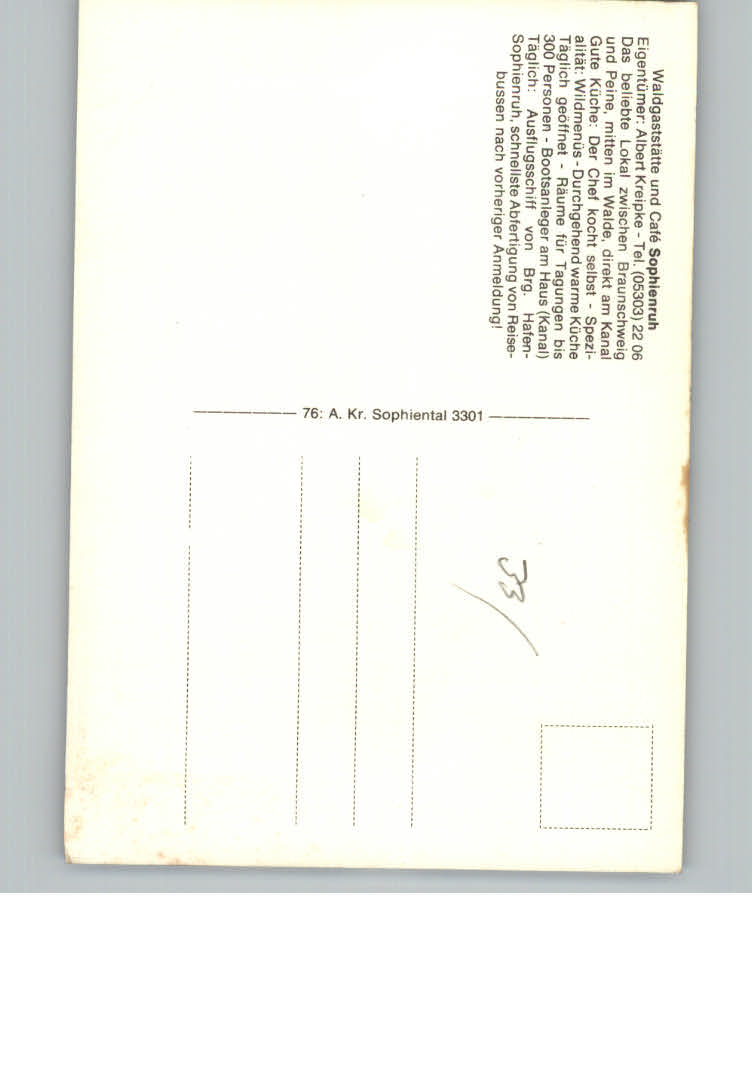 Waldgaststätte und Café Sophienruh
Eigentümer: Albert Kreipke - Tel. (05303) 22 06
Das beliebte Lokal zwischen Braunschweig
und Peine, mitten im Walde, direkt am Kanal
Gute Küche: Der Chef kocht selbst - Spezi-
alität: Wildmenüs - Durchgehend warme Küche
Täglich geöffnet - Räume für Tagungen bis
300 Personen - Bootsanleger am Haus (Kanal)
Täglich: Ausflugsschiff von Brg. Hafen-
Sophienruh, schnellste Abfertigung von Reise-
bussen nach vorheriger Anmeldung!
76: A. Kr. Sophiental 3301